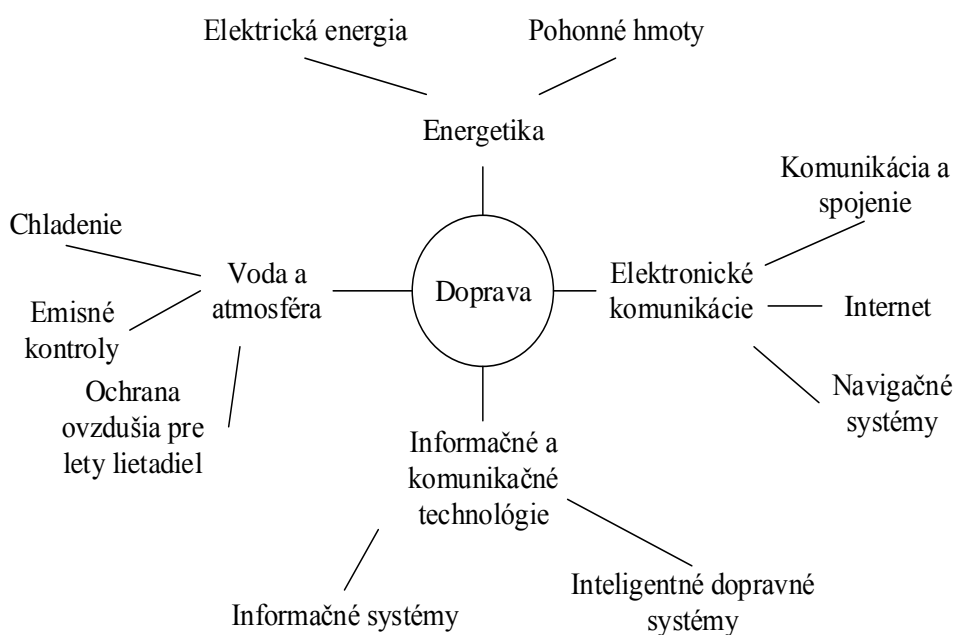 Elektrická energia
Pohonné hmoty
Energetika
Komunikácia a
spojenie
Chladenie
Voda a
atmosféra
Doprava
Elektronické
komunikácie
Internet
Emisné
kontroly
Navigačné
systémy
Ochrana
ovzdušia pre
lety lietadiel
Informačné a
komunikačné
technológie
Informačné systémy
Inteligentné dopravné
systémy